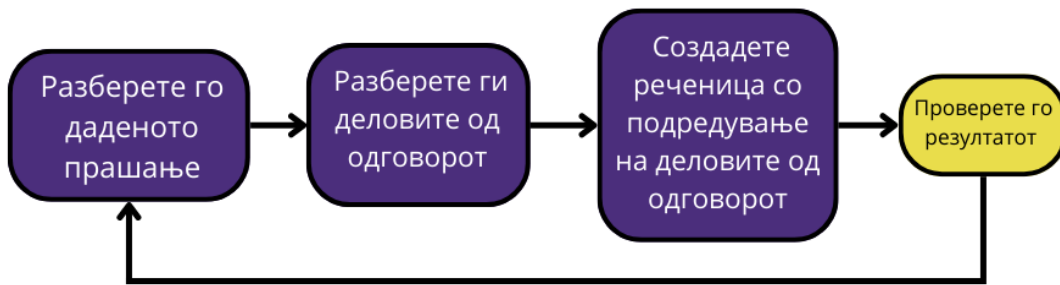 Разберете го
даденото
прашање
Разберете ги
деловите од
одговорот
Создадете
реченица со
подредување
на деловите од
одговорот
Проверете го
резултатот